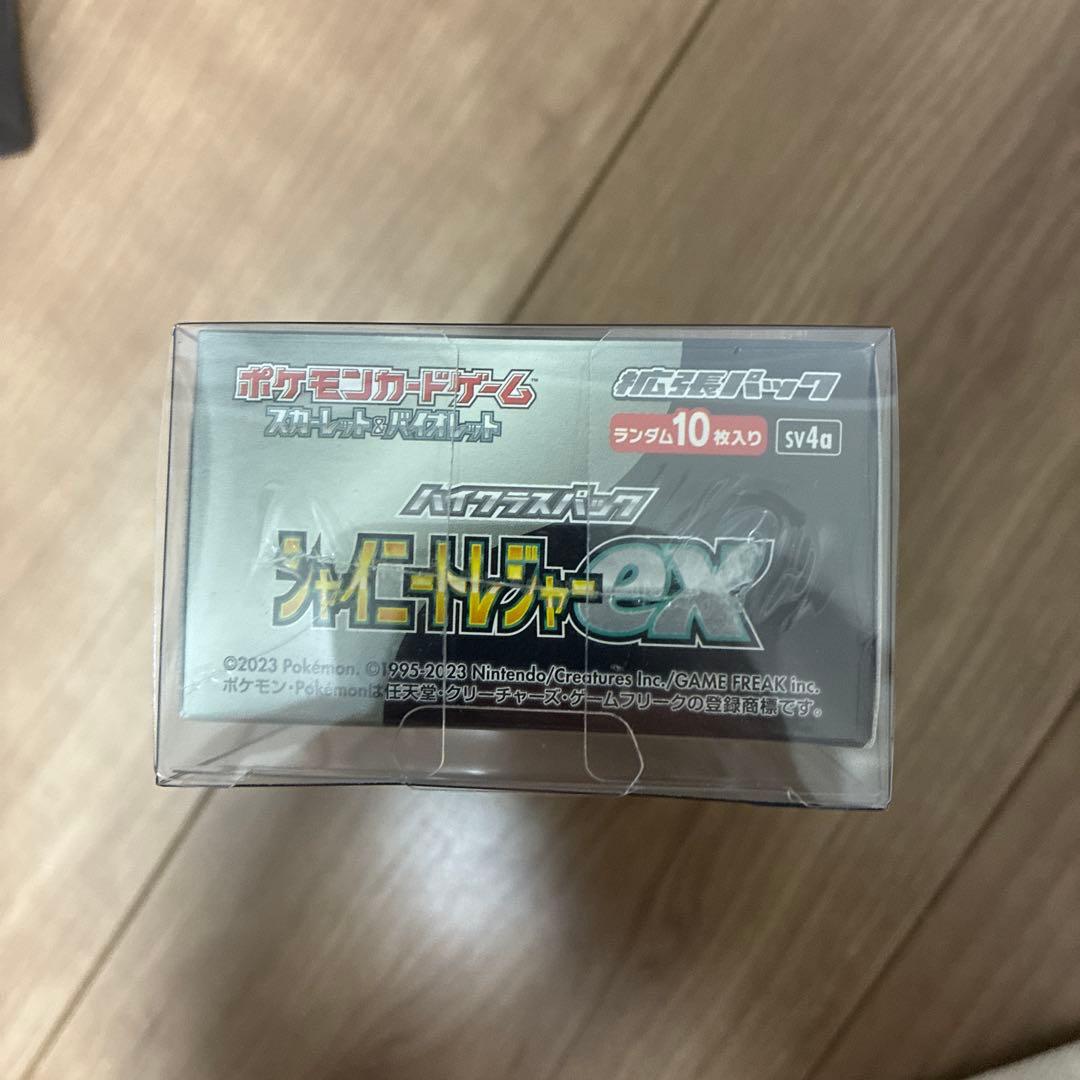 ポケモンカードゲーム™
スカーレット&バイオレット
拡張パック
ランダム10枚入り sv4a
ハイクラスパック
シャイニートレジャーex
©2023 Pokémon. ©1995-2023 Nintendo/Creatures Inc./GAME FREAK inc.
ポケモン・Pokémonは任天堂・クリーチャーズ・ゲームフリークの登録商標です。